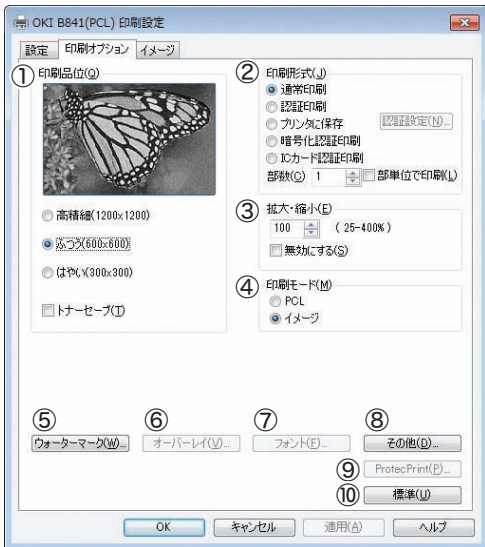 OKI B841(PCL) 印刷設定
設定 印刷オプション イメージ
① 印刷品位(Q)
高精細(1200x1200)
ふつう(600x600)
はやい(300x300)
トナーセーブ(T)
② 印刷形式(J)
通常印刷
認証印刷
プリンタに保存 認証設定(N)...
暗号化認証印刷
ICカード認証印刷
部数(C) 1 部単位で印刷(L)
③ 拡大・縮小(E)
100 ( 25-400%)
無効にする(S)
④ 印刷モード(M)
PCL
イメージ
⑤ ⑥ ⑦ ⑧
ウォーターマーク(W)... オーバーレイ(V)... フォント(F)... その他(D)...
⑨ ProtecPrint(P)...
⑩ 標準(U)
OK キャンセル 適用(A) ヘルプ